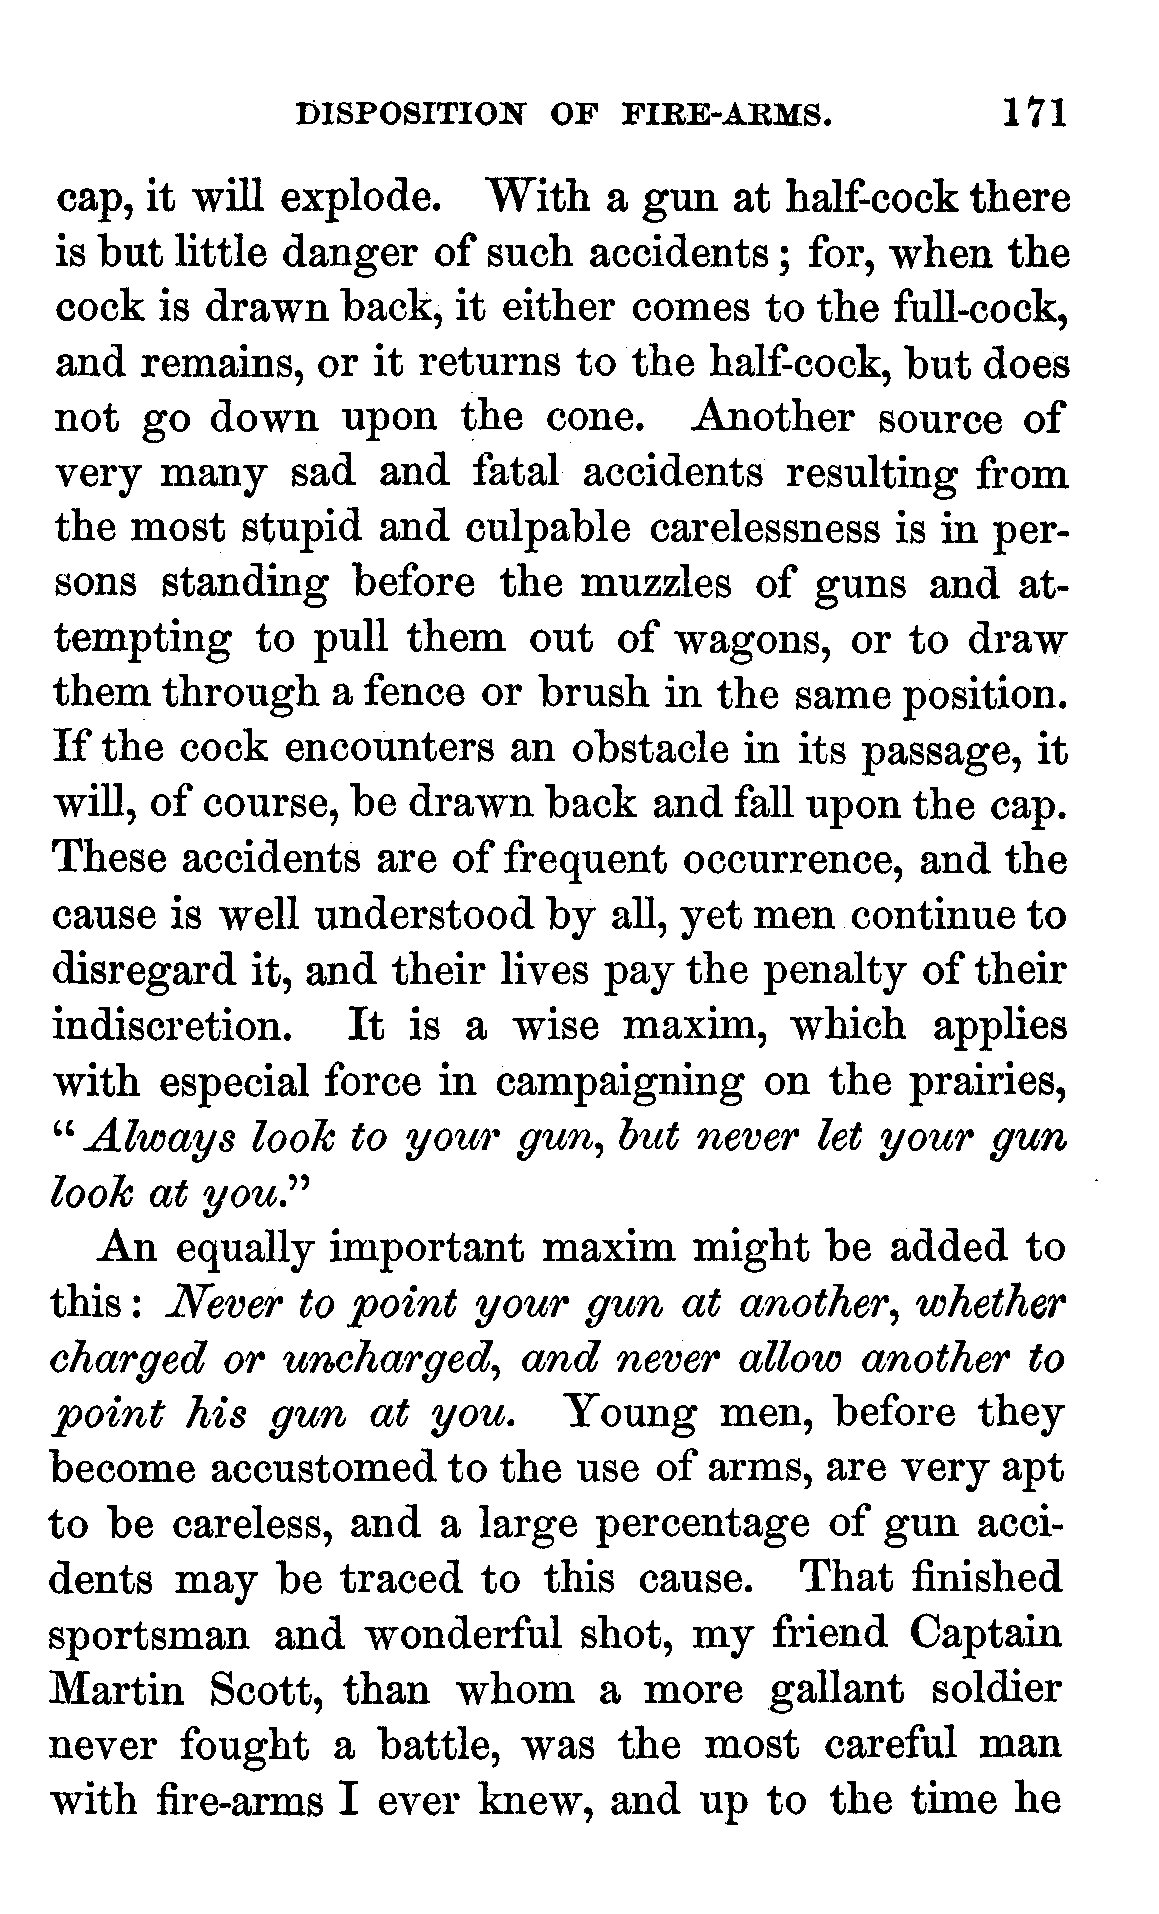 DISPOSITION OF FIRE-ARMS. 171
cap, it will explode. With a gun at half-cock there
is but little danger of such accidents; for, when the
cock is drawn back, it either comes to the full-cock,
and remains, or it returns to the half-cock, but does
not go down upon the cone. Another source of
very many sad and fatal accidents resulting from
the most stupid and culpable carelessness is in per-
sons standing before the muzzles of guns and at-
tempting to pull them out of wagons, or to draw
them through a fence or brush in the same position.
If the cock encounters an obstacle in its passage, it
will, of course, be drawn back and fall upon the cap.
These accidents are of frequent occurrence, and the
cause is well understood by all, yet men continue to
disregard it, and their lives pay the penalty of their
indiscretion. It is a wise maxim, which applies
with especial force in campaigning on the prairies,
"Always look to your gun, but never let your gun
look at you."
An equally important maxim might be added to
this: Never to point your gun at another, whether
charged or uncharged, and never allow another to
point his gun at you. Young men, before they
become accustomed to the use of arms, are very apt
to be careless, and a large percentage of gun acci-
dents may be traced to this cause. That finished
sportsman and wonderful shot, my friend Captain
Martin Scott, than whom a more gallant soldier
never fought a battle, was the most careful man
with fire-arms I ever knew, and up to the time he